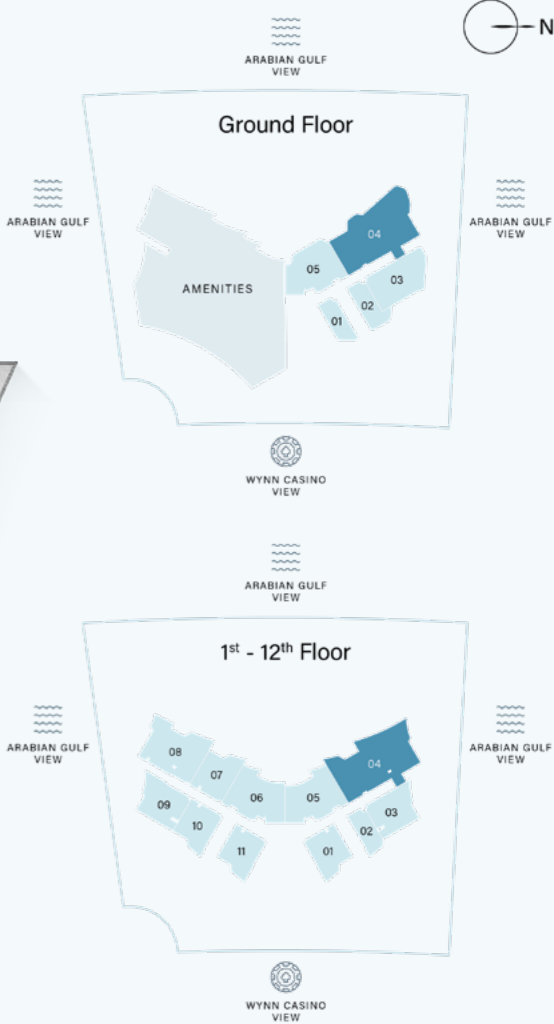 N
ARABIAN GULF
VIEW
Ground Floor
ARABIAN GULF
VIEW
ARABIAN GULF
VIEW
04
05
03
AMENITIES
02
01
WYNN CASINO
VIEW
ARABIAN GULF
VIEW
1st - 12th Floor
ARABIAN GULF
VIEW
ARABIAN GULF
VIEW
08
04
07
06
05
09
03
10
02
11
01
WYNN CASINO
VIEW